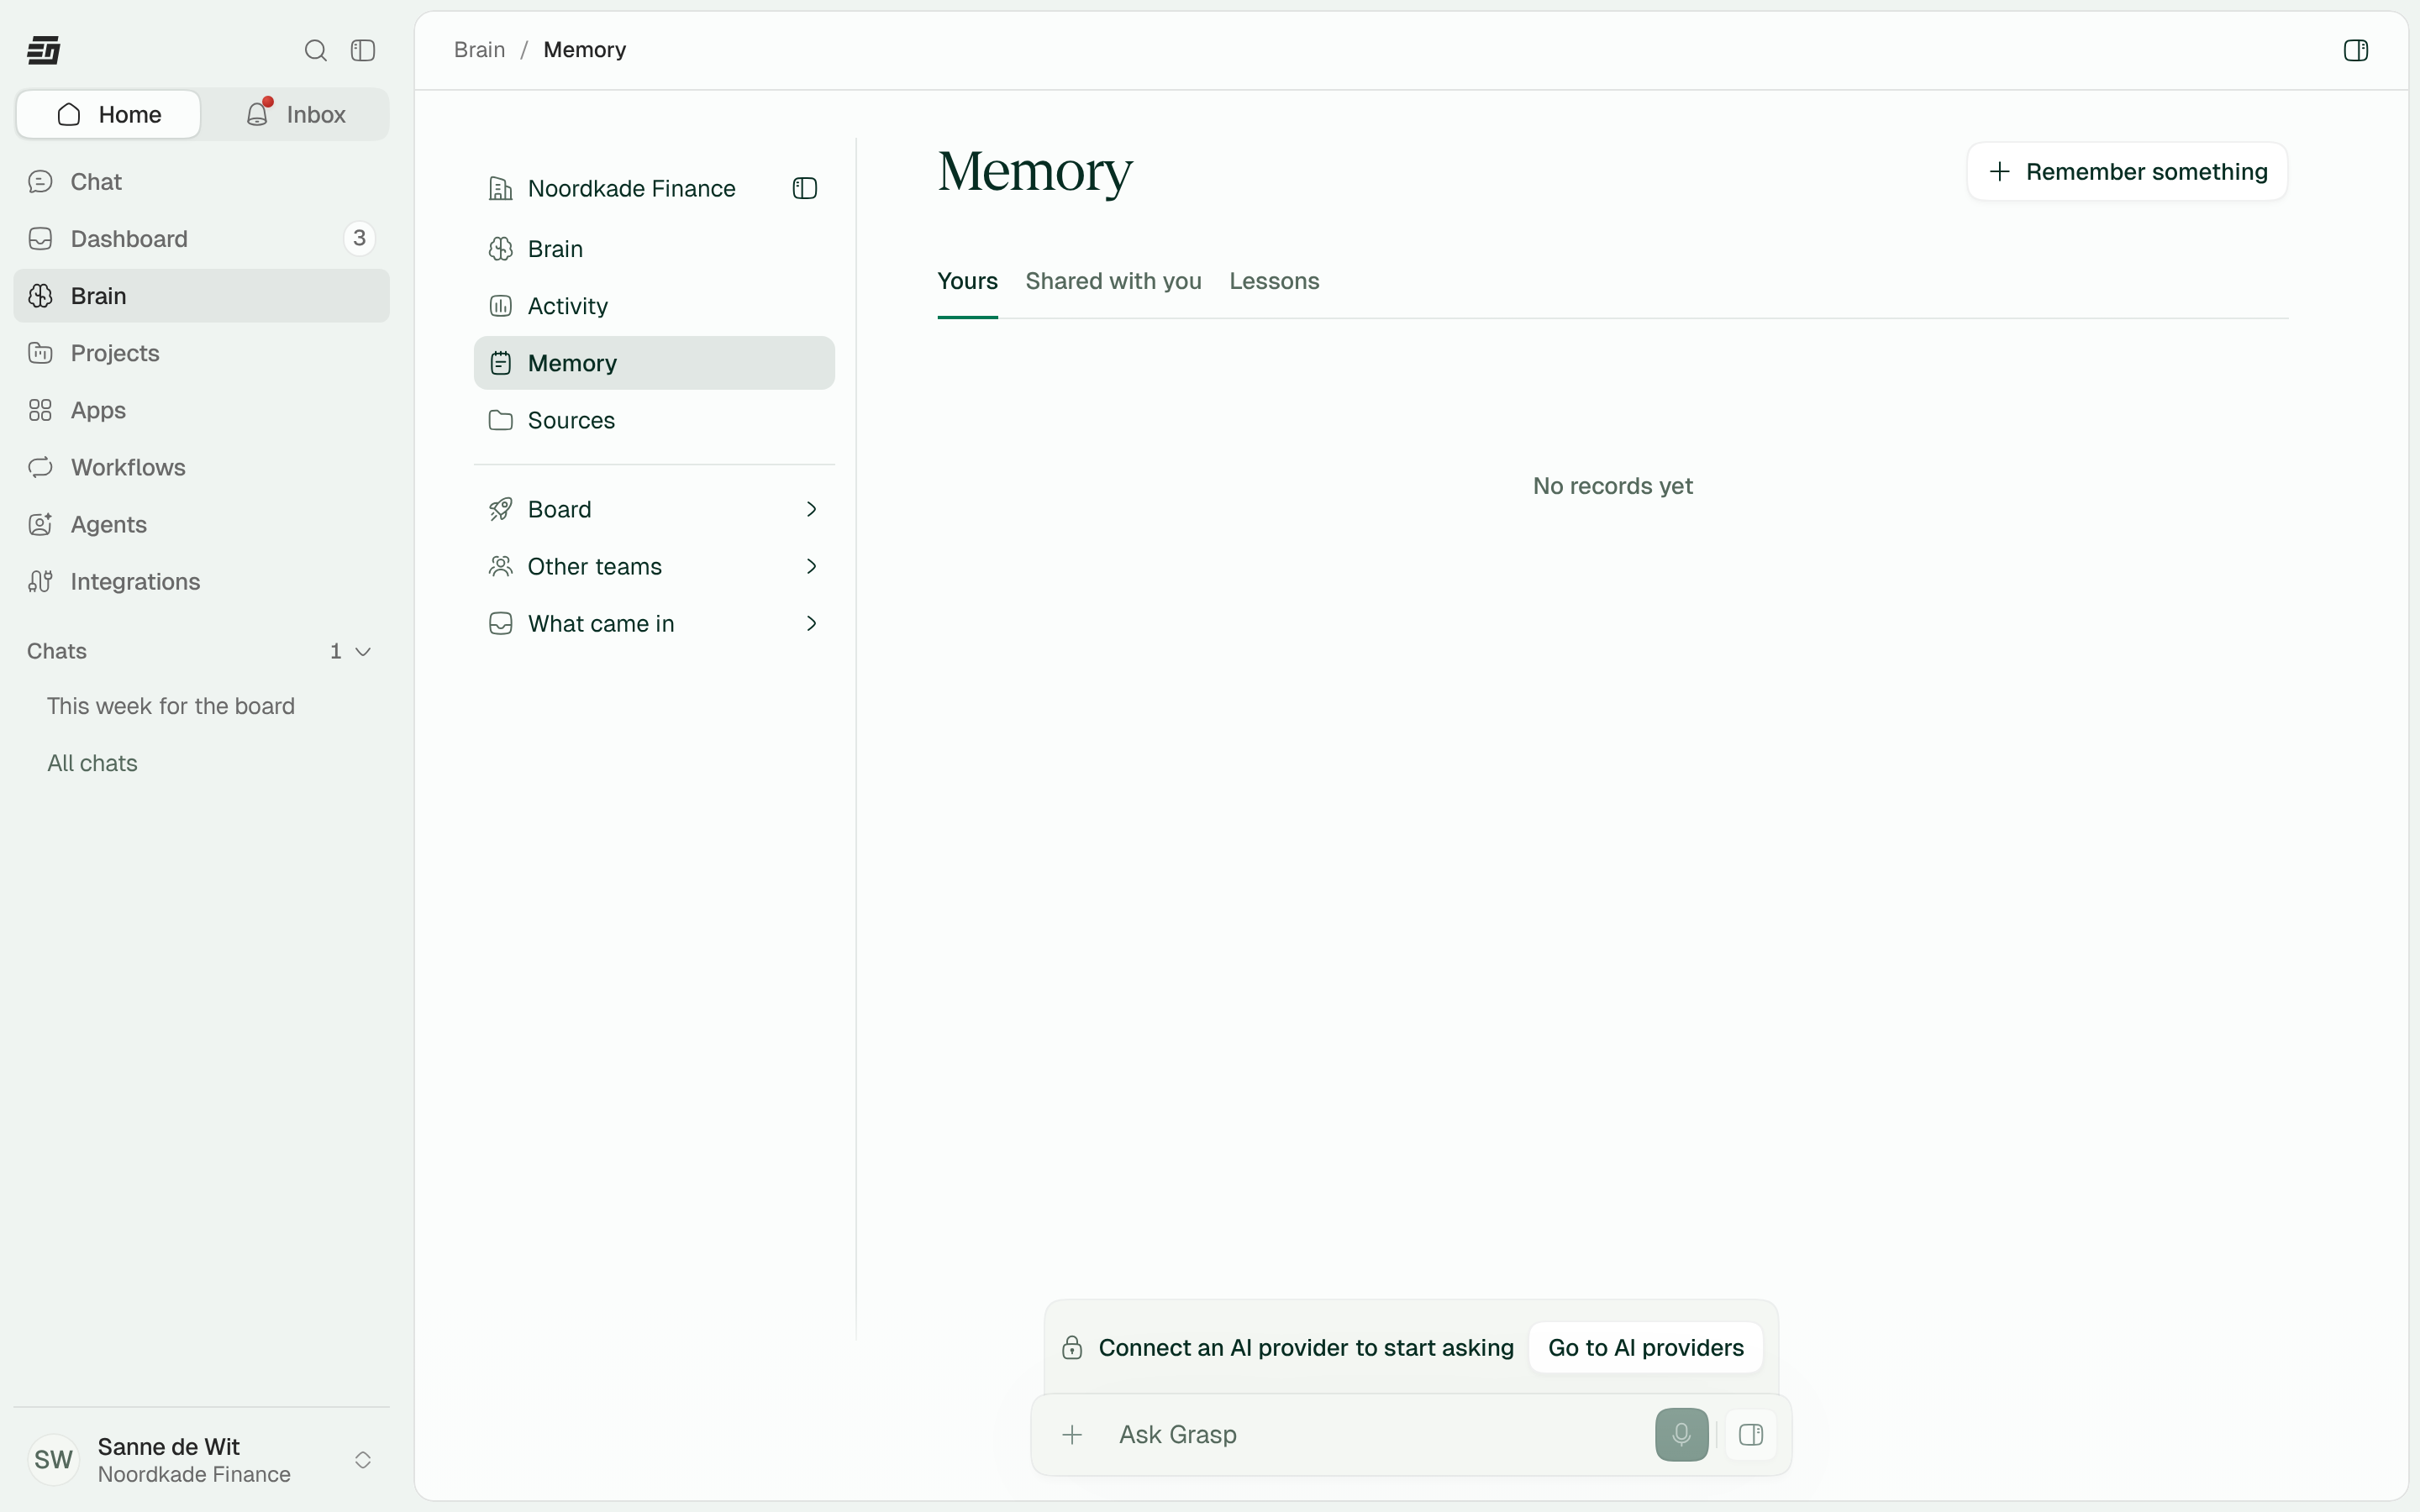 Home
Inbox
Chat
Dashboard
3
Brain
Projects
Apps
Workflows
Agents
Integrations
Chats
1
This week for the board
All chats
SW
Sanne de Wit
Noordkade Finance
Brain / Memory
Noordkade Finance
Brain
Activity
Memory
Sources
Board
Other teams
What came in
Memory
Remember something
Yours
Shared with you
Lessons
No records yet
Connect an AI provider to start asking
Go to AI providers
Ask Grasp